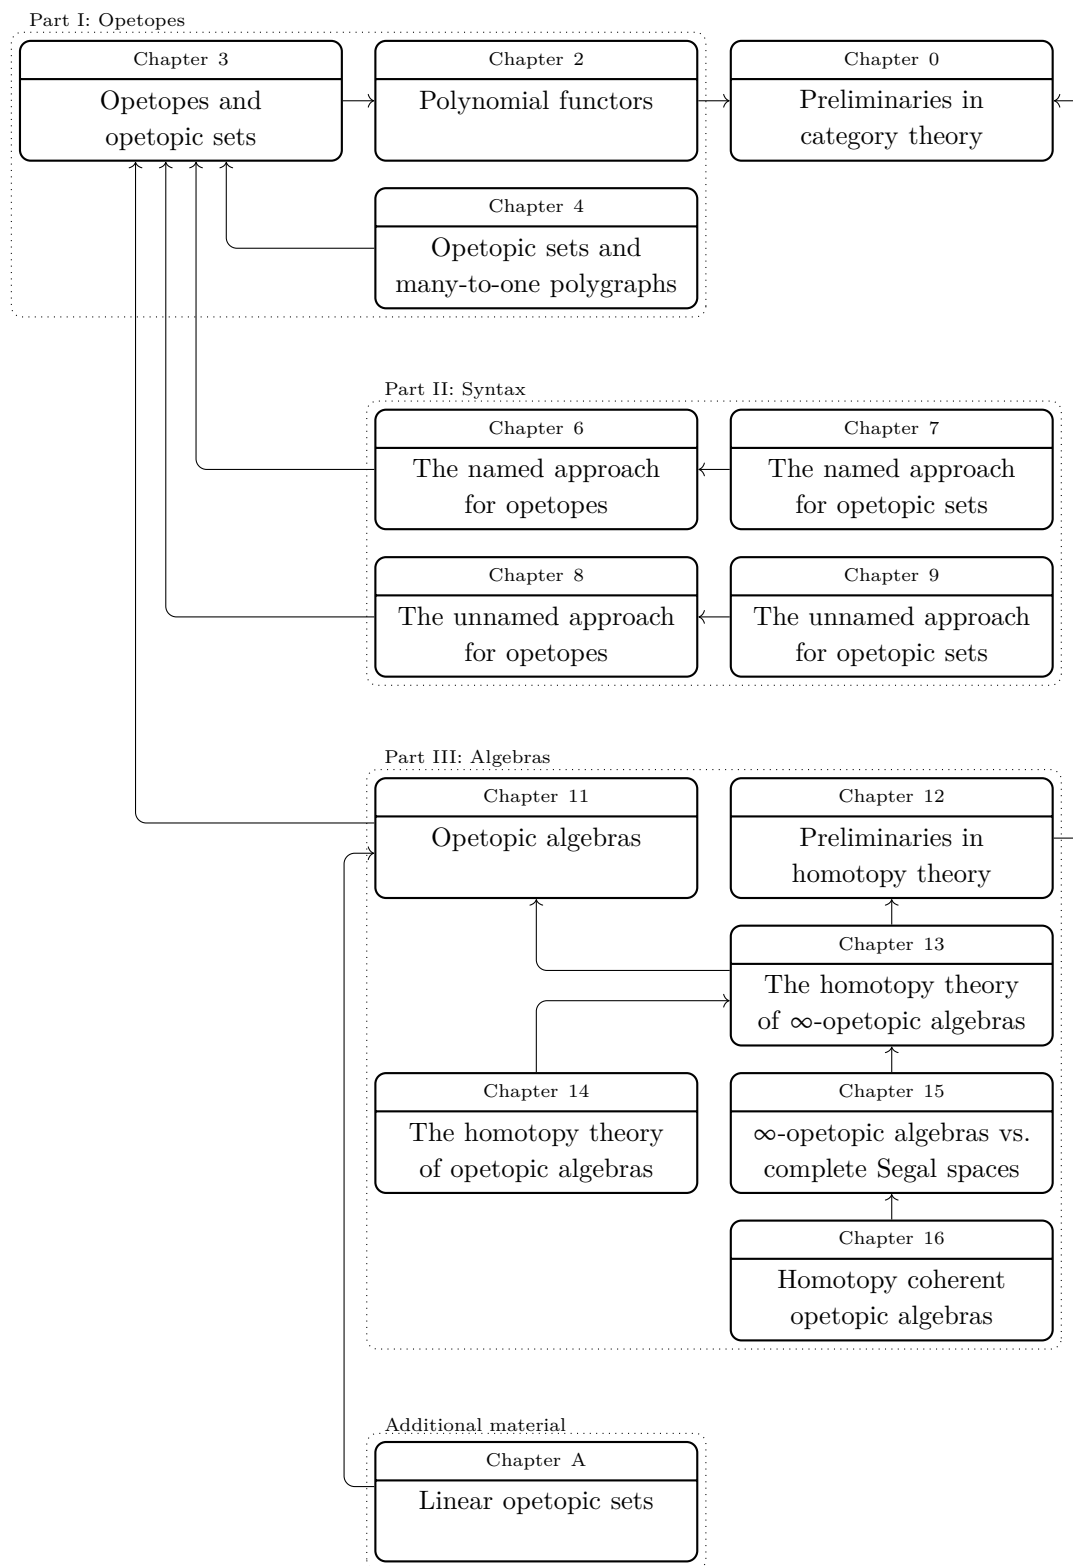 Part I: Opetopes
Chapter 3
Opetopes and
opetopic sets
Chapter 2
Polynomial functors
Chapter 0
Preliminaries in
category theory
Chapter 4
Opetopic sets and
many-to-one polygraphs
Part II: Syntax
Chapter 6
The named approach
for opetopes
Chapter 7
The named approach
for opetopic sets
Chapter 8
The unnamed approach
for opetopes
Chapter 9
The unnamed approach
for opetopic sets
Part III: Algebras
Chapter 11
Opetopic algebras
Chapter 12
Preliminaries in
homotopy theory
Chapter 13
The homotopy theory
of ∞-opetopic algebras
Chapter 14
The homotopy theory
of opetopic algebras
Chapter 15
∞-opetopic algebras vs.
complete Segal spaces
Chapter 16
Homotopy coherent
opetopic algebras
Additional material
Chapter A
Linear opetopic sets